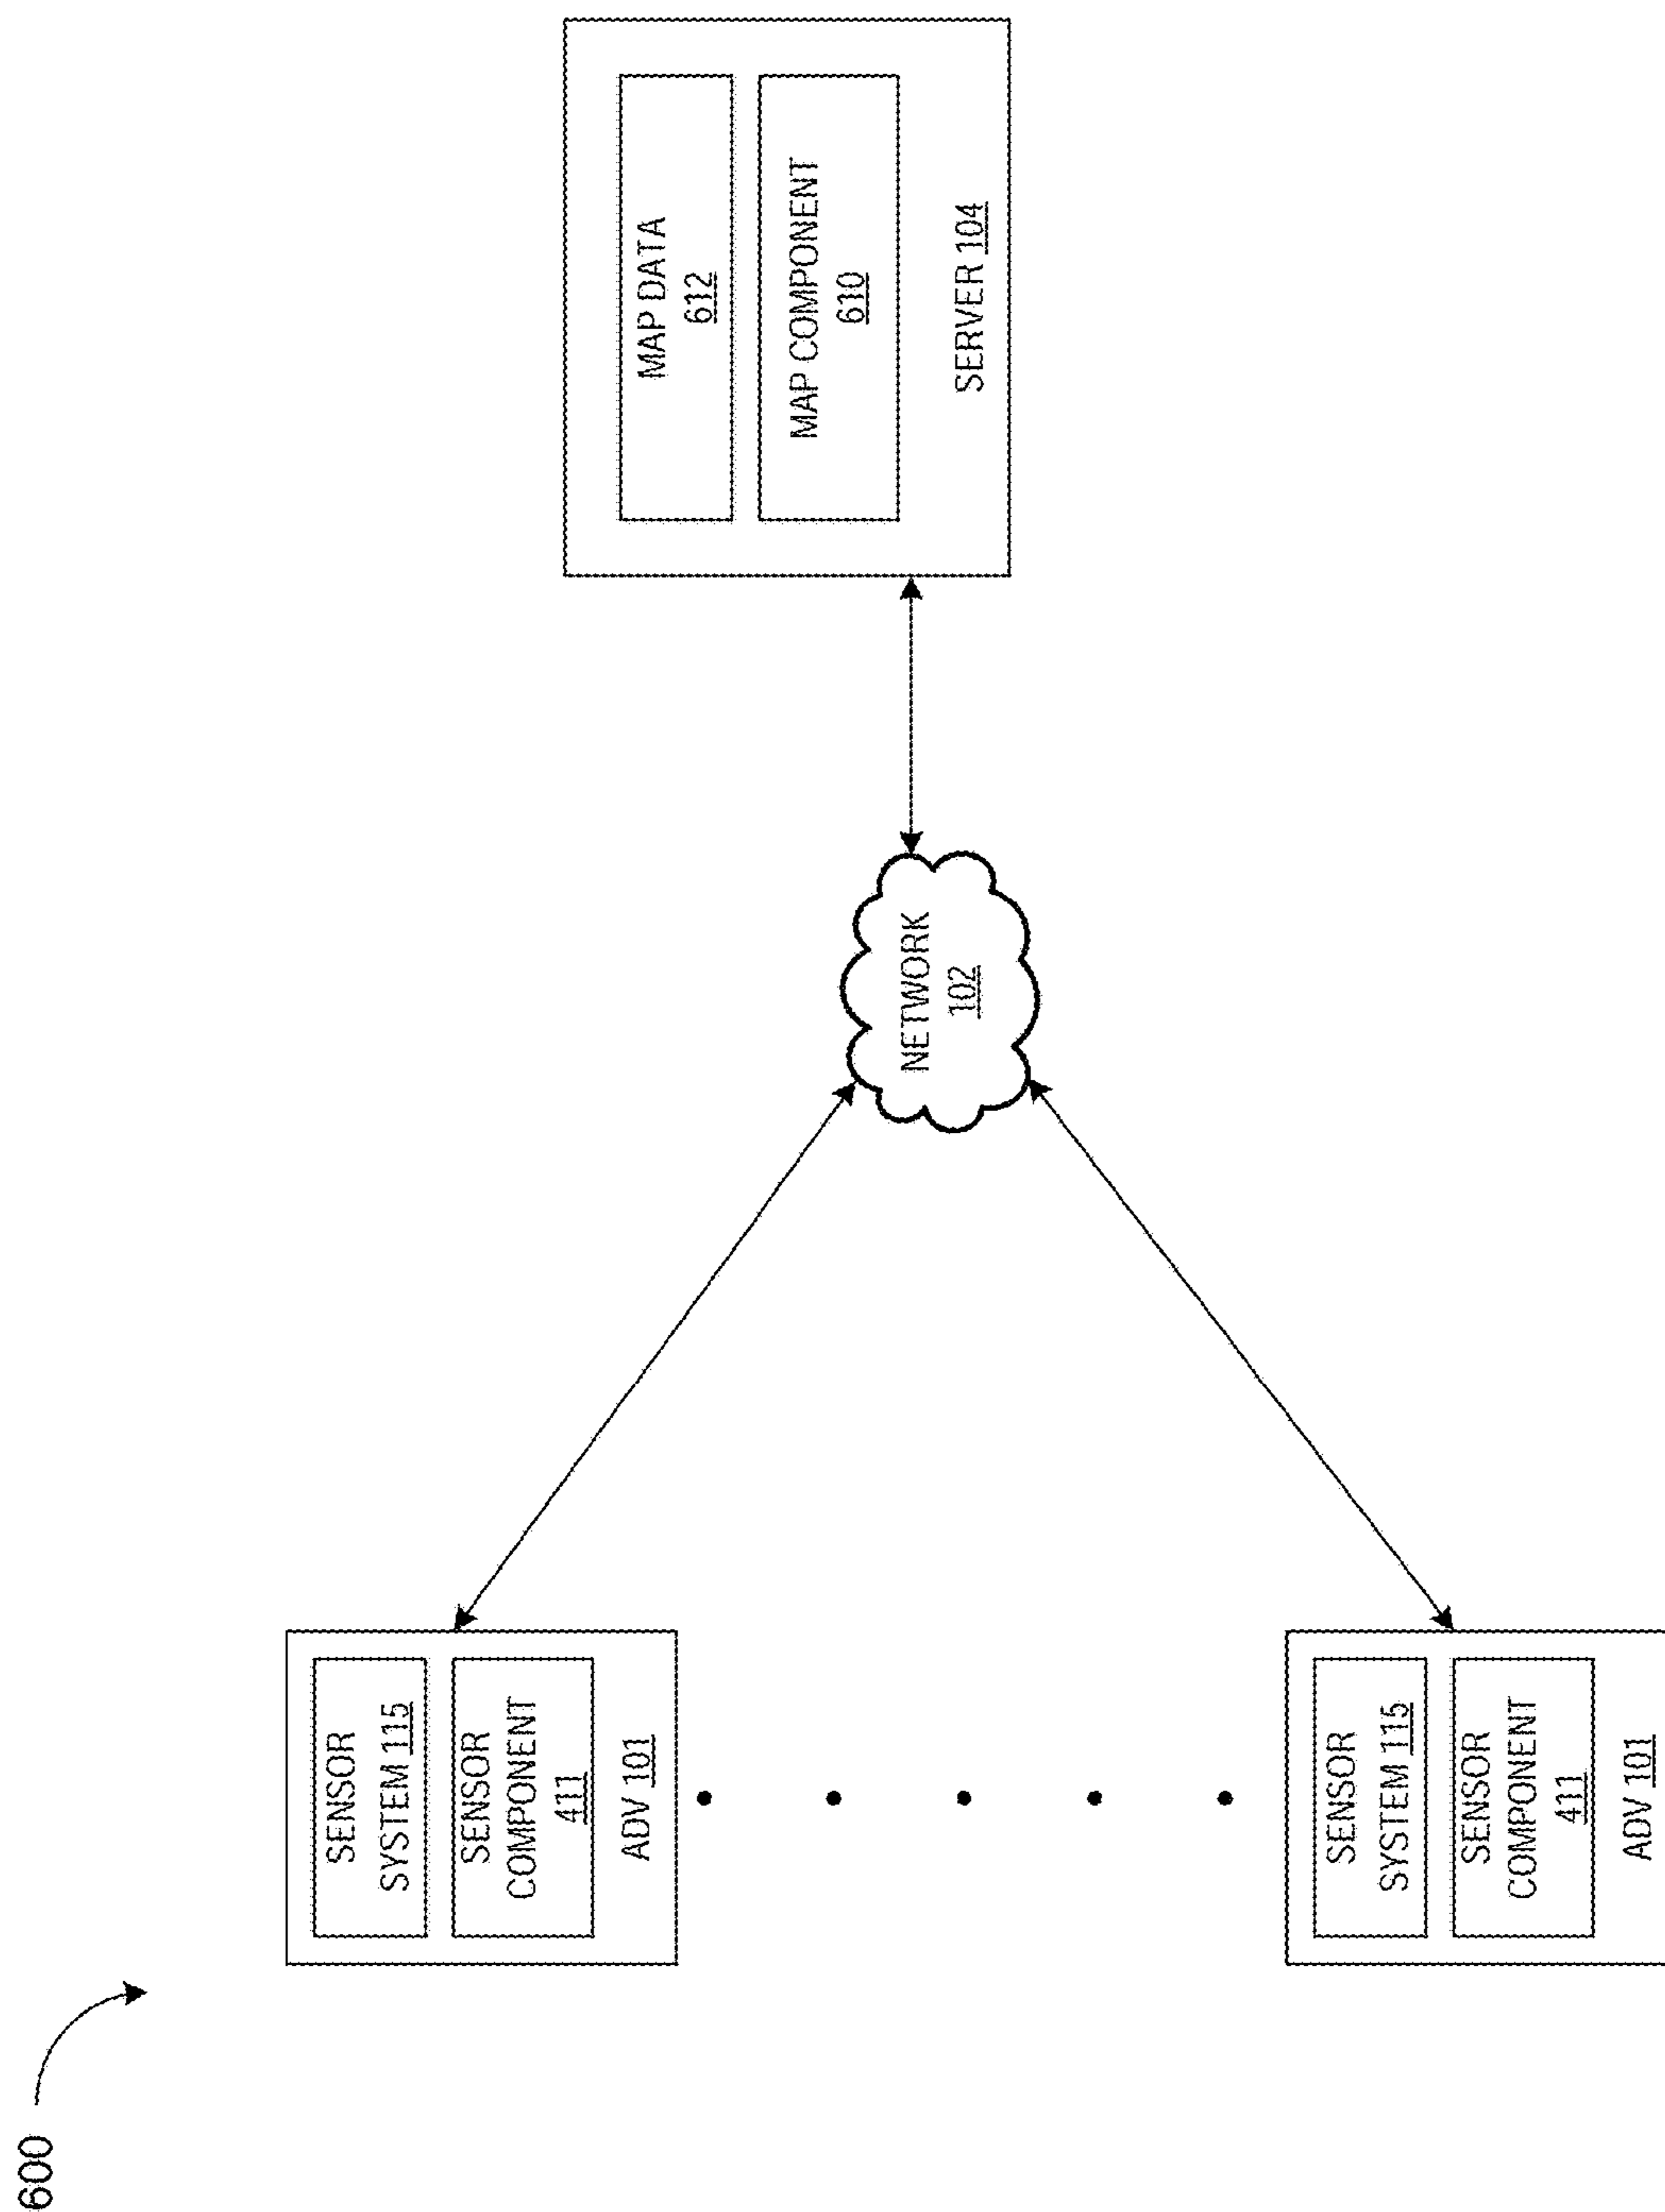 600
SENSOR
SYSTEM 115
SENSOR
COMPONENT
411
ADV 101
SENSOR
SYSTEM 115
SENSOR
COMPONENT
411
ADV 101
NETWORK
102
MAP DATA
612
MAP COMPONENT
610
SERVER 104